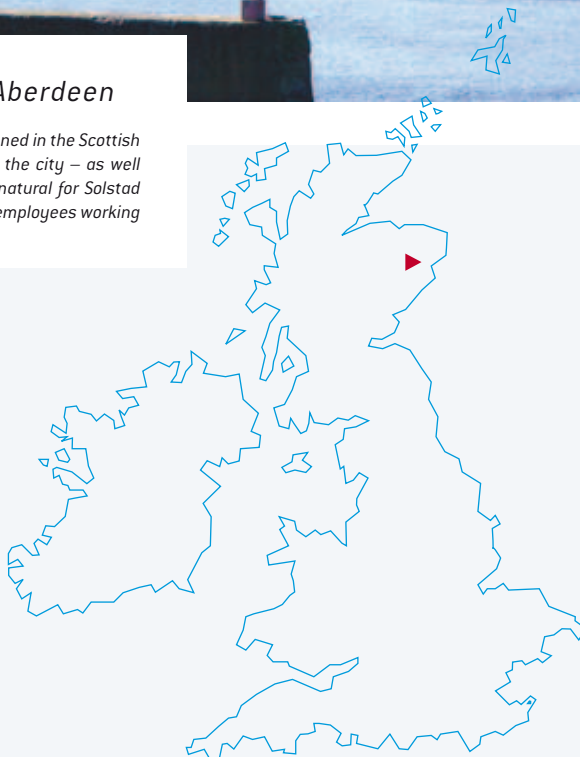 Aberdeen
ned in the Scottish
the city – as well
natural for Solstad
employees working